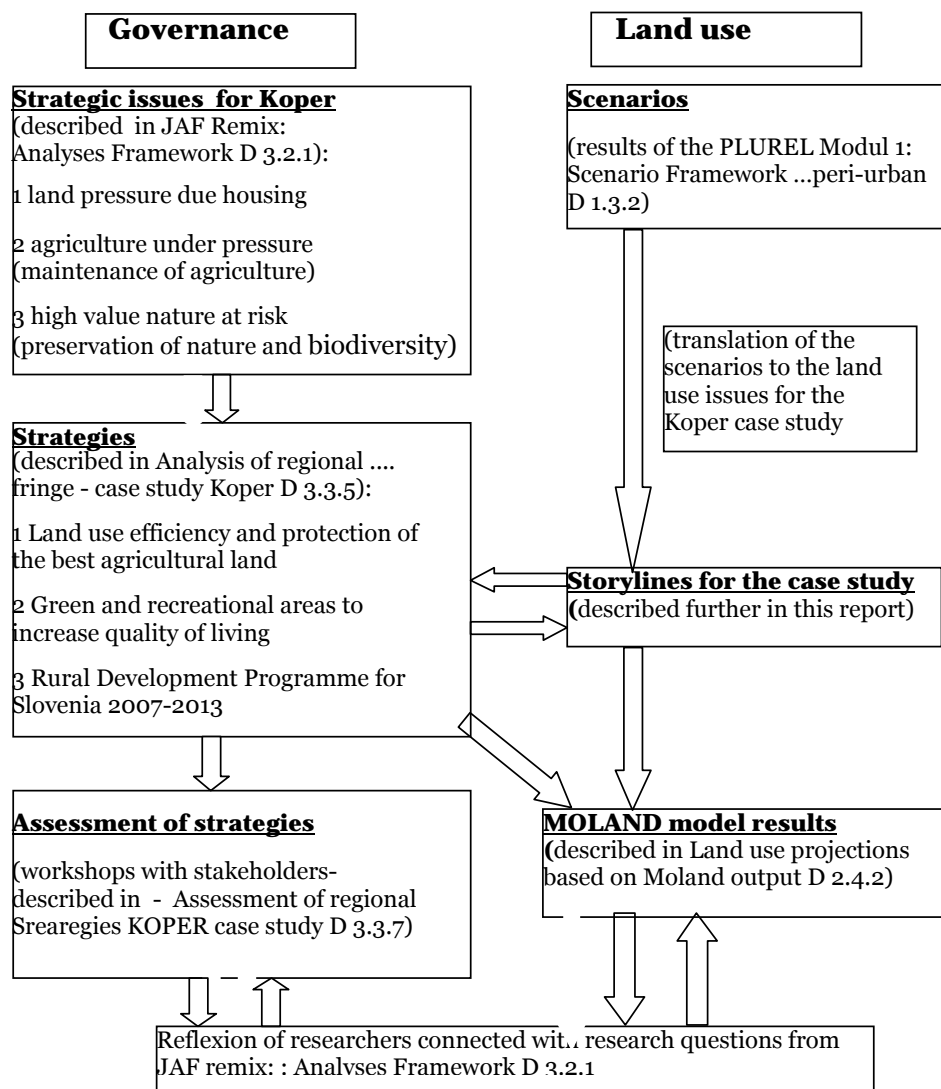 Governance
Land use
Strategic issues for Koper
(described in JAF Remix:
Analyses Framework D 3.2.1):
1 land pressure due housing
2 agriculture under pressure
(maintenance of agriculture)
3 high value nature at risk
(preservation of nature and biodiversity)
Scenarios
(results of the PLUREL Modul 1:
Scenario Framework ...peri-urban
D 1.3.2)
(translation of the
scenarios to the land
use issues for the
Koper case study
Strategies
(described in Analysis of regional ....
fringe - case study Koper D 3.3.5):
1 Land use efficiency and protection of
the best agricultural land
2 Green and recreational areas to
increase quality of living
3 Rural Development Programme for
Slovenia 2007-2013
Storylines for the case study
(described further in this report)
Assessment of strategies
(workshops with stakeholders-
described in - Assessment of regional
Srearegies KOPER case study D 3.3.7)
MOLAND model results
(described in Land use projections
based on Moland output D 2.4.2)
Reflexion of researchers connected with research questions from
JAF remix: : Analyses Framework D 3.2.1